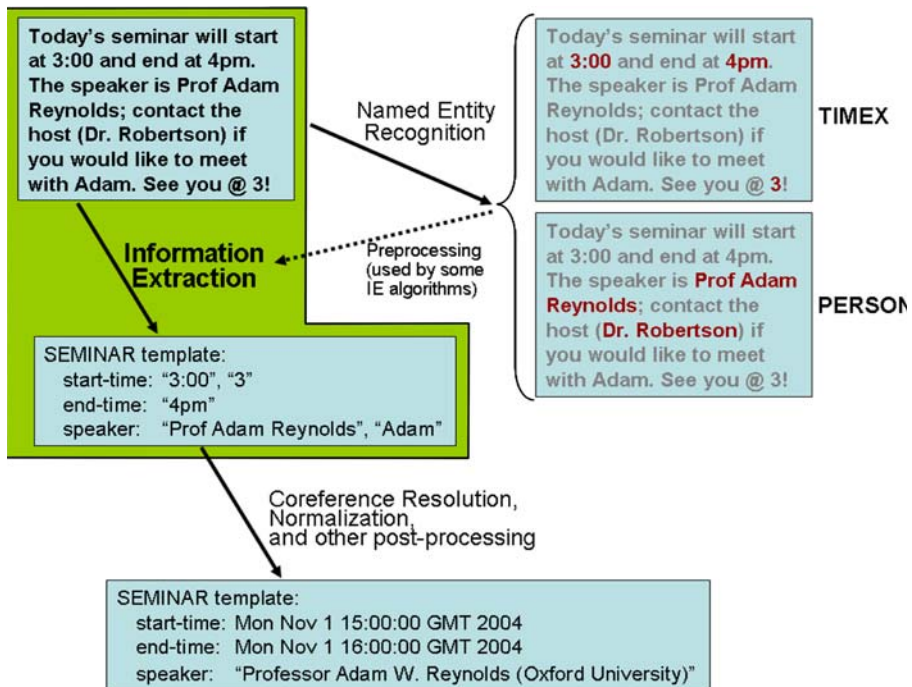 Today's seminar will start
at 3:00 and end at 4pm.
The speaker is Prof Adam
Reynolds; contact the
host (Dr. Robertson) if
you would like to meet
with Adam. See you @ 3!
Named Entity
Recognition
Today's seminar will start
at 3:00 and end at 4pm.
The speaker is Prof Adam
Reynolds; contact the
host (Dr. Robertson) if
you would like to meet
with Adam. See you @ 3!
TIMEX
Information
Extraction
Preprocessing
(used by some
IE algorithms)
Today's seminar will start
at 3:00 and end at 4pm.
The speaker is Prof Adam
Reynolds; contact the
host (Dr. Robertson) if
you would like to meet
with Adam. See you @ 3!
PERSON
SEMINAR template:
start-time: “3:00”, “3”
end-time: “4pm”
speaker: “Prof Adam Reynolds”, “Adam”
Coreference Resolution,
Normalization,
and other post-processing
SEMINAR template:
start-time: Mon Nov 1 15:00:00 GMT 2004
end-time: Mon Nov 1 16:00:00 GMT 2004
speaker: “Professor Adam W. Reynolds (Oxford University)”